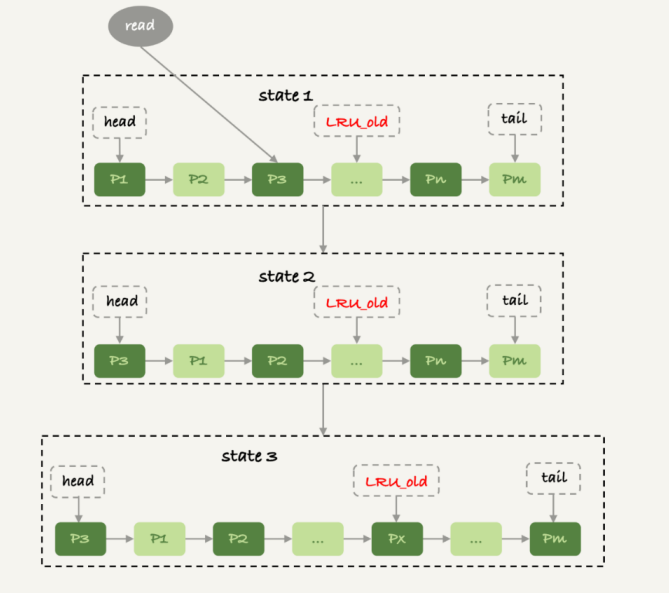 read
state 1
head
LRU_old
tail
P1 P2 P3 ... Pn Pm
state 2
head
LRU_old
tail
P3 P1 P2 ... Pn Pm
state 3
head
LRU_old
tail
P3 P1 P2 ... Px ... Pm